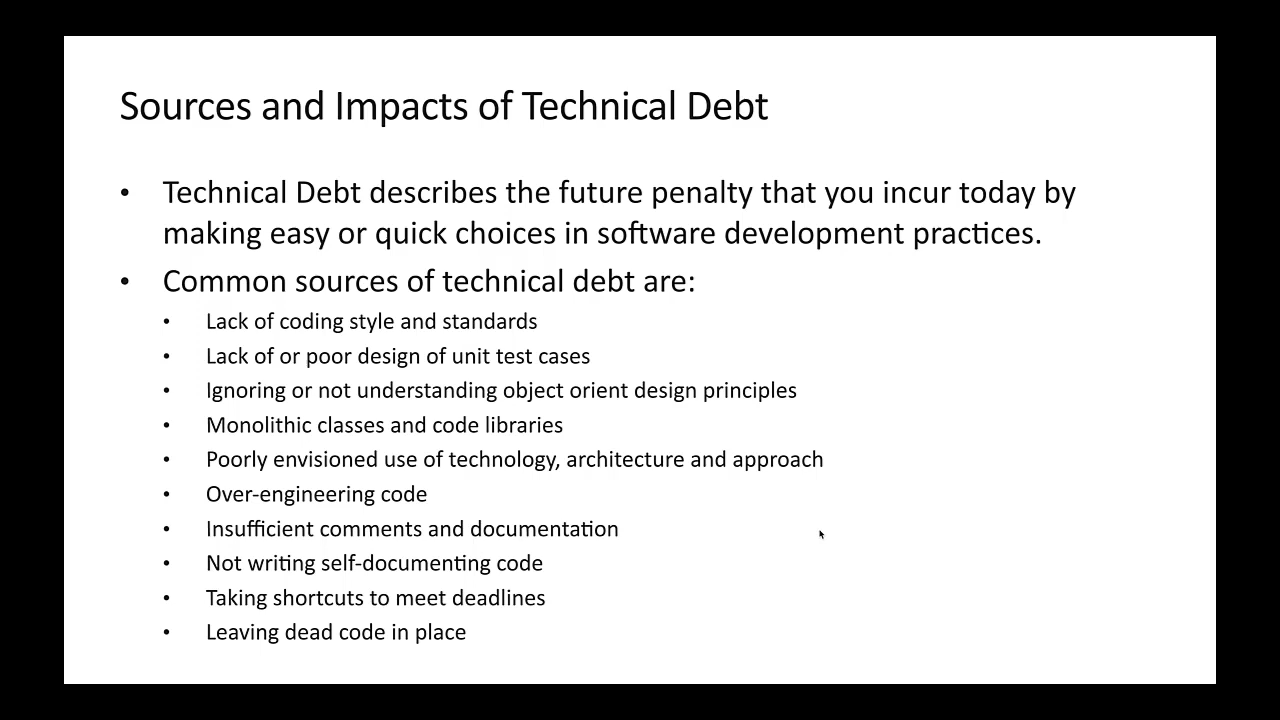 Sources and Impacts of Technical Debt
• Technical Debt describes the future penalty that you incur today by
making easy or quick choices in software development practices.
• Common sources of technical debt are:
• Lack of coding style and standards
• Lack of or poor design of unit test cases
• Ignoring or not understanding object orient design principles
• Monolithic classes and code libraries
• Poorly envisioned use of technology, architecture and approach
• Over-engineering code
• Insufficient comments and documentation
• Not writing self-documenting code
• Taking shortcuts to meet deadlines
• Leaving dead code in place